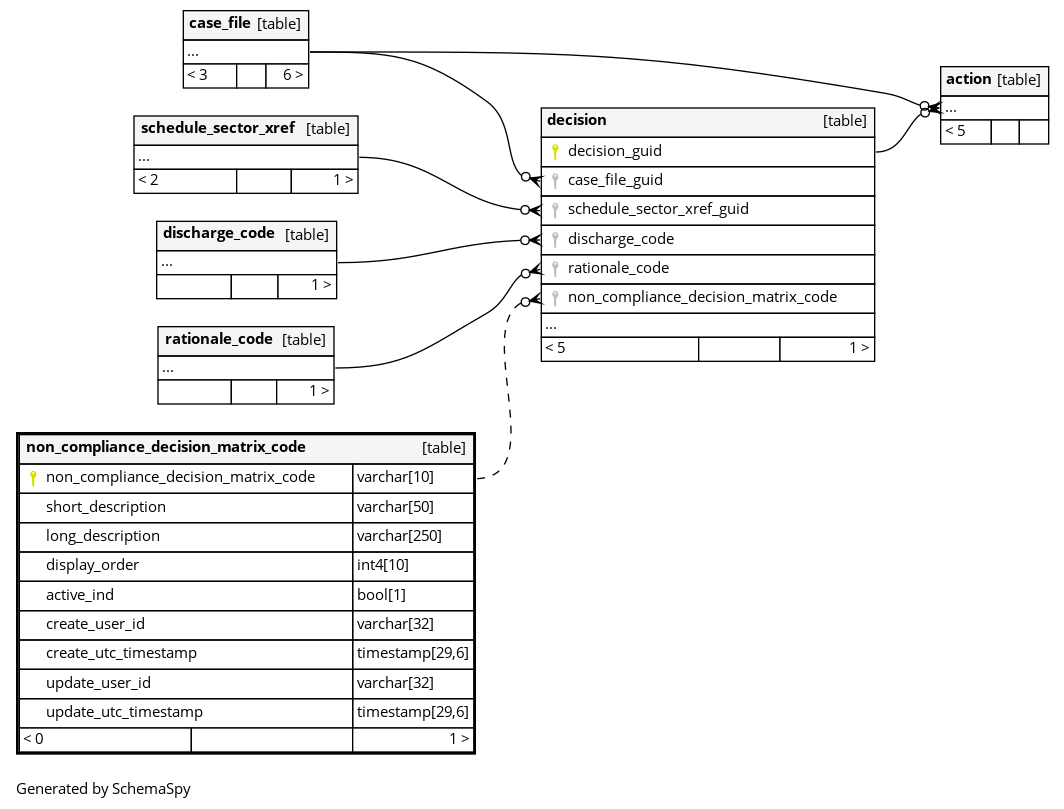 case_file [table]
...
< 3 6 >
schedule_sector_xref [table]
...
< 2 1 >
discharge_code [table]
...
1 >
rationale_code [table]
...
1 >
decision [table]
decision_guid
case_file_guid
schedule_sector_xref_guid
discharge_code
rationale_code
non_compliance_decision_matrix_code
...
< 5 1 >
action [table]
...
< 5
non_compliance_decision_matrix_code [table]
non_compliance_decision_matrix_code varchar[10]
short_description varchar[50]
long_description varchar[250]
display_order int4[10]
active_ind bool[1]
create_user_id varchar[32]
create_utc_timestamp timestamp[29,6]
update_user_id varchar[32]
update_utc_timestamp timestamp[29,6]
< 0 1 >
Generated by SchemaSpy